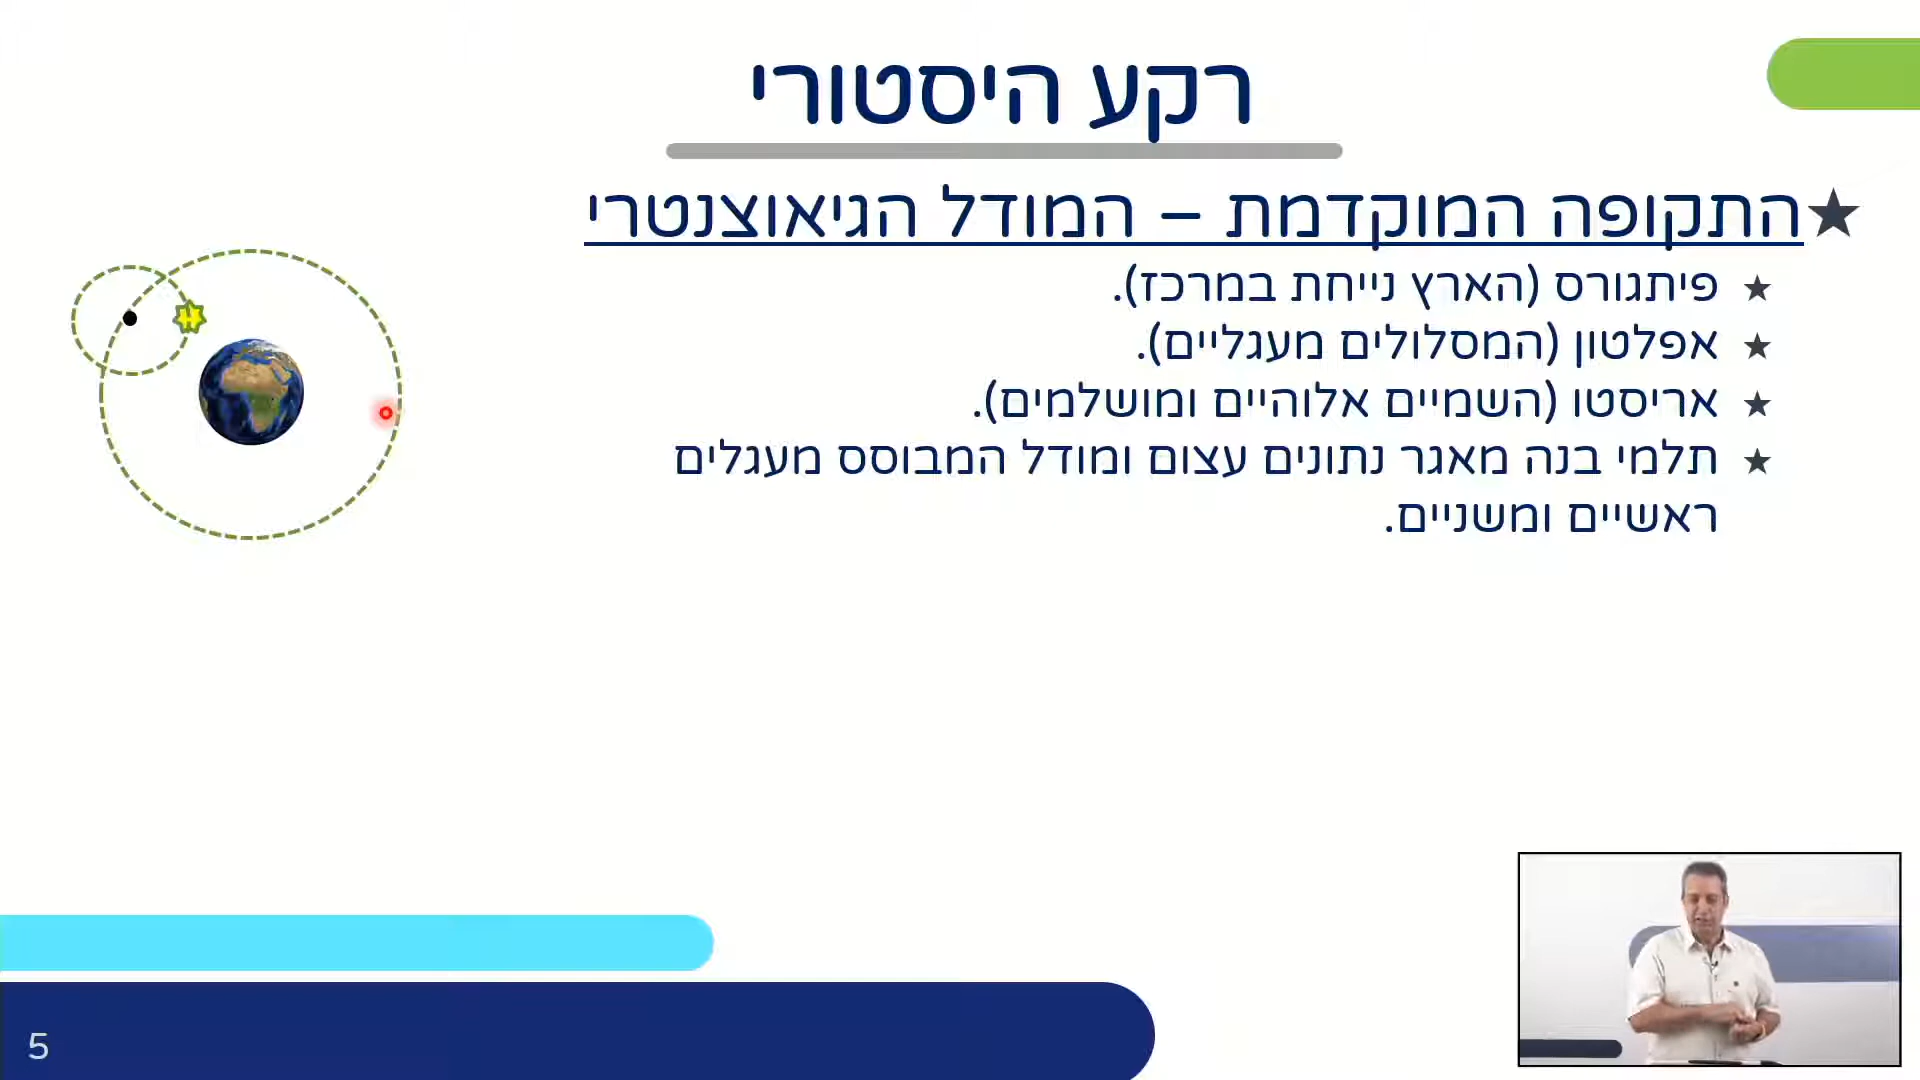 רקע היסטורי
התקופה המוקדמת – המודל הגיאוצנטרי
פיתגורס (הארץ נייחת במרכז).
אפלטון (המסלולים מעגליים).
אריסטו (השמיים אלוהיים ומושלמים).
תלמי בנה מאגר נתונים עצום ומודל המבוסס מעגלים
ראשיים ומשניים.
5